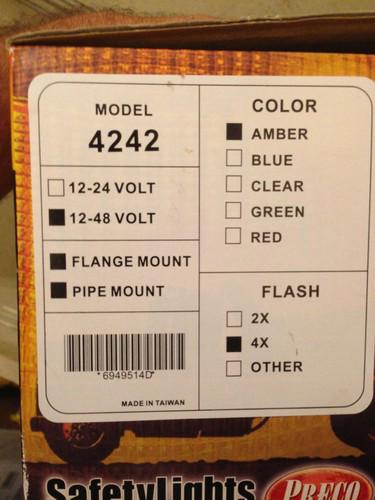 MODEL
4242
12-24 VOLT
12-48 VOLT
FLANGE MOUNT
PIPE MOUNT
*6949514D*
MADE IN TAIWAN
COLOR
AMBER
BLUE
CLEAR
GREEN
RED
FLASH
2X
4X
OTHER
SafetyLights
PRECO